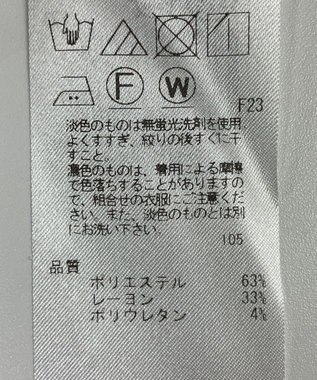 F W
F23
淡色のものは無蛍光洗剤を使用
よくすすぎ、絞りの後すぐに干
すこと。
濃色のものは、着用による摩擦
で色落ちすることがありますの
で、組合せの衣服にご注意くだ
さい。また、淡色のものとは別
にお洗い下さい。
105
品質
ポリエステル 63%
レーヨン 33%
ポリウレタン 4%